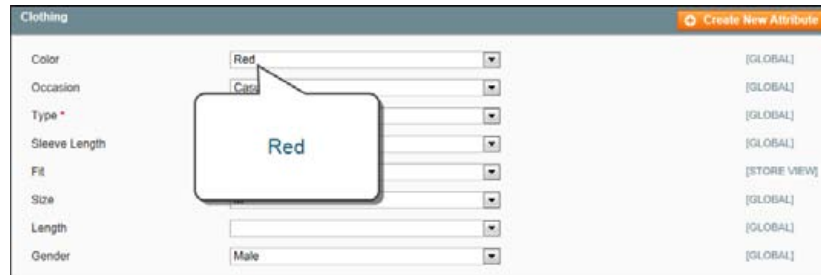 Clothing
Create New Attribute
Color Red [GLOBAL]
Occasion [GLOBAL]
Type * [GLOBAL]
Sleeve Length Red [GLOBAL]
Fit [STORE VIEW]
Size [GLOBAL]
Length [GLOBAL]
Gender Male [GLOBAL]